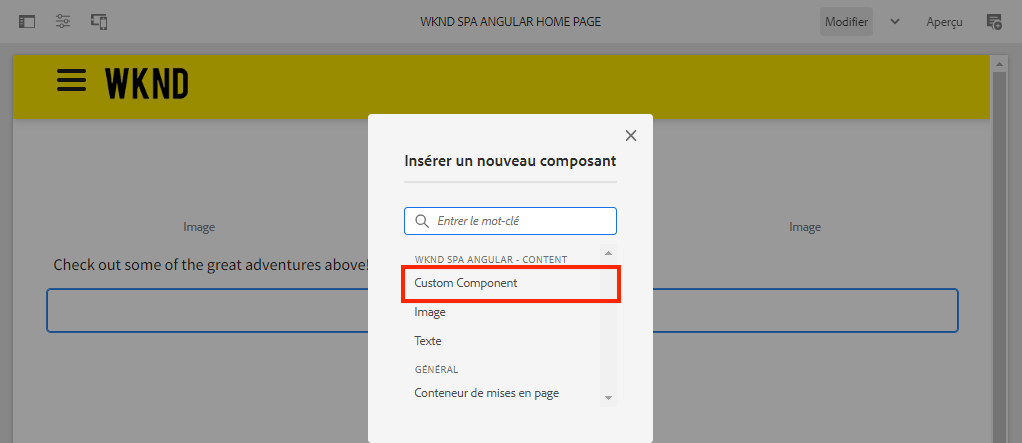 WKND SPA ANGULAR HOME PAGE
Modifier
Aperçu
WKND
Insérer un nouveau composant
Entrer le mot-clé
Image
Image
WKND SPA ANGULAR - CONTENT
Check out some of the great adventures above!
Custom Component
Image
Texte
GÉNÉRAL
Conteneur de mises en page